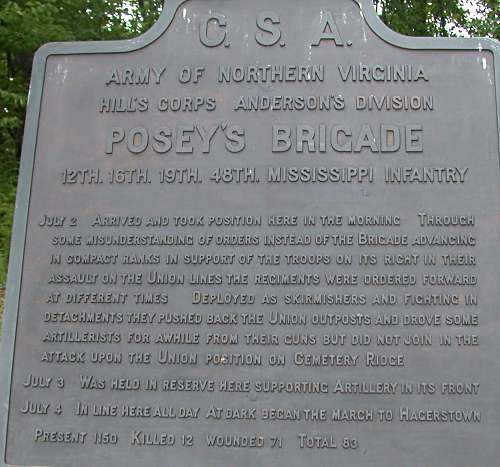 C. S. A.
ARMY OF NORTHERN VIRGINIA
HILL'S CORPS ANDERSON'S DIVISION
POSEY'S BRIGADE
12TH. 16TH. 19TH. 48TH. MISSISSIPPI INFANTRY
JULY 2 ARRIVED AND TOOK POSITION HERE IN THE MORNING THROUGH
SOME MISUNDERSTANDING OF ORDERS INSTEAD OF THE BRIGADE ADVANCING
IN COMPACT RANKS IN SUPPORT OF THE TROOPS ON ITS RIGHT IN THEIR
ASSAULT ON THE UNION LINES THE REGIMENTS WERE ORDERED FORWARD
AT DIFFERENT TIMES DEPLOYED AS SKIRMISHERS AND FIGHTING IN
DETACHMENTS THEY PUSHED BACK THE UNION OUTPOSTS AND DROVE SOME
ARTILLERISTS FOR AWHILE FROM THEIR GUNS BUT DID NOT JOIN IN THE
ATTACK UPON THE UNION POSITION ON CEMETERY RIDGE
JULY 3 WAS HELD IN RESERVE HERE SUPPORTING ARTILLERY IN ITS FRONT
JULY 4 IN LINE HERE ALL DAY AT DARK BEGAN THE MARCH TO HAGERSTOWN
PRESENT 1150 KILLED 12 WOUNDED 71 TOTAL 83